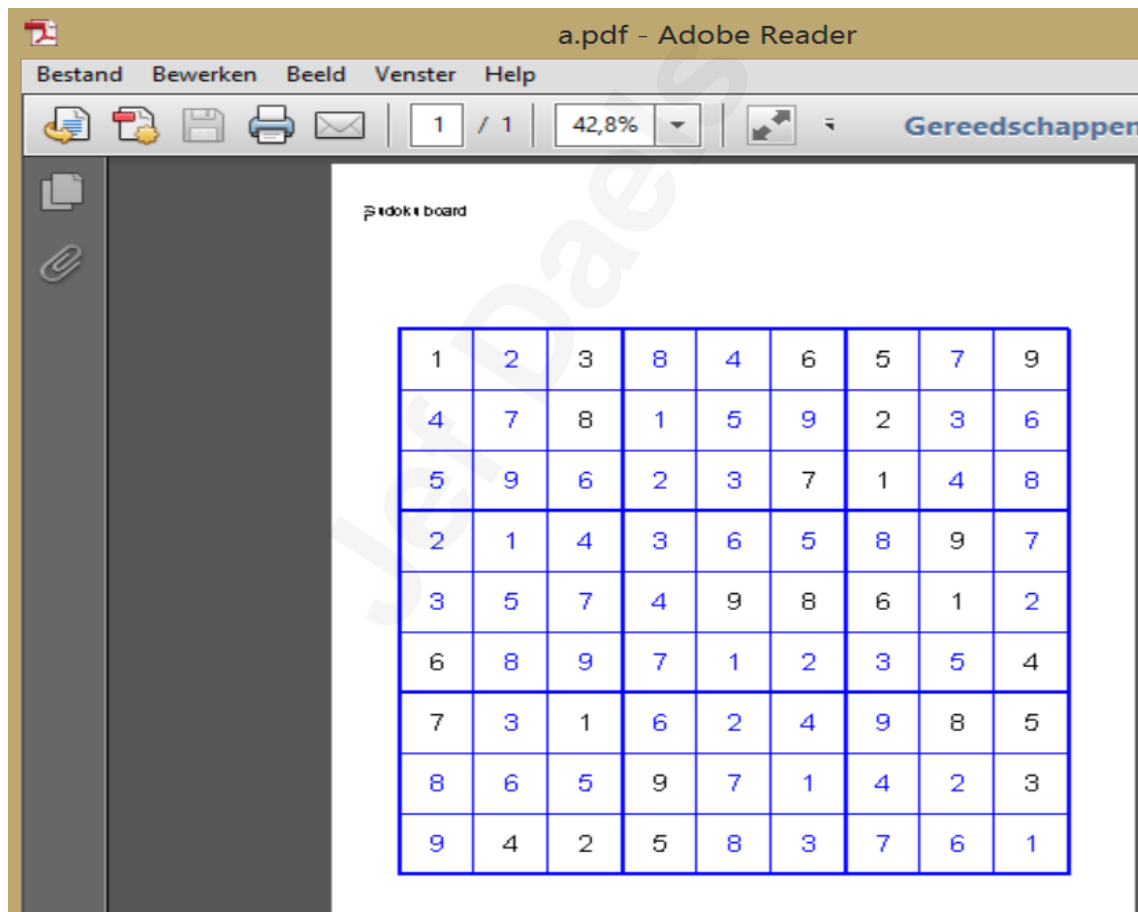 a.pdf - Adobe Reader
Bestand Bewerken Beeld Venster Help
1 / 1 42,8% Gereedschappen
Sudoku board
1 2 3 8 4 6 5 7 9
4 7 8 1 5 9 2 3 6
5 9 6 2 3 7 1 4 8
2 1 4 3 6 5 8 9 7
3 5 7 4 9 8 6 1 2
6 8 9 7 1 2 3 5 4
7 3 1 6 2 4 9 8 5
8 6 5 9 7 1 4 2 3
9 4 2 5 8 3 7 6 1
Jef Daels